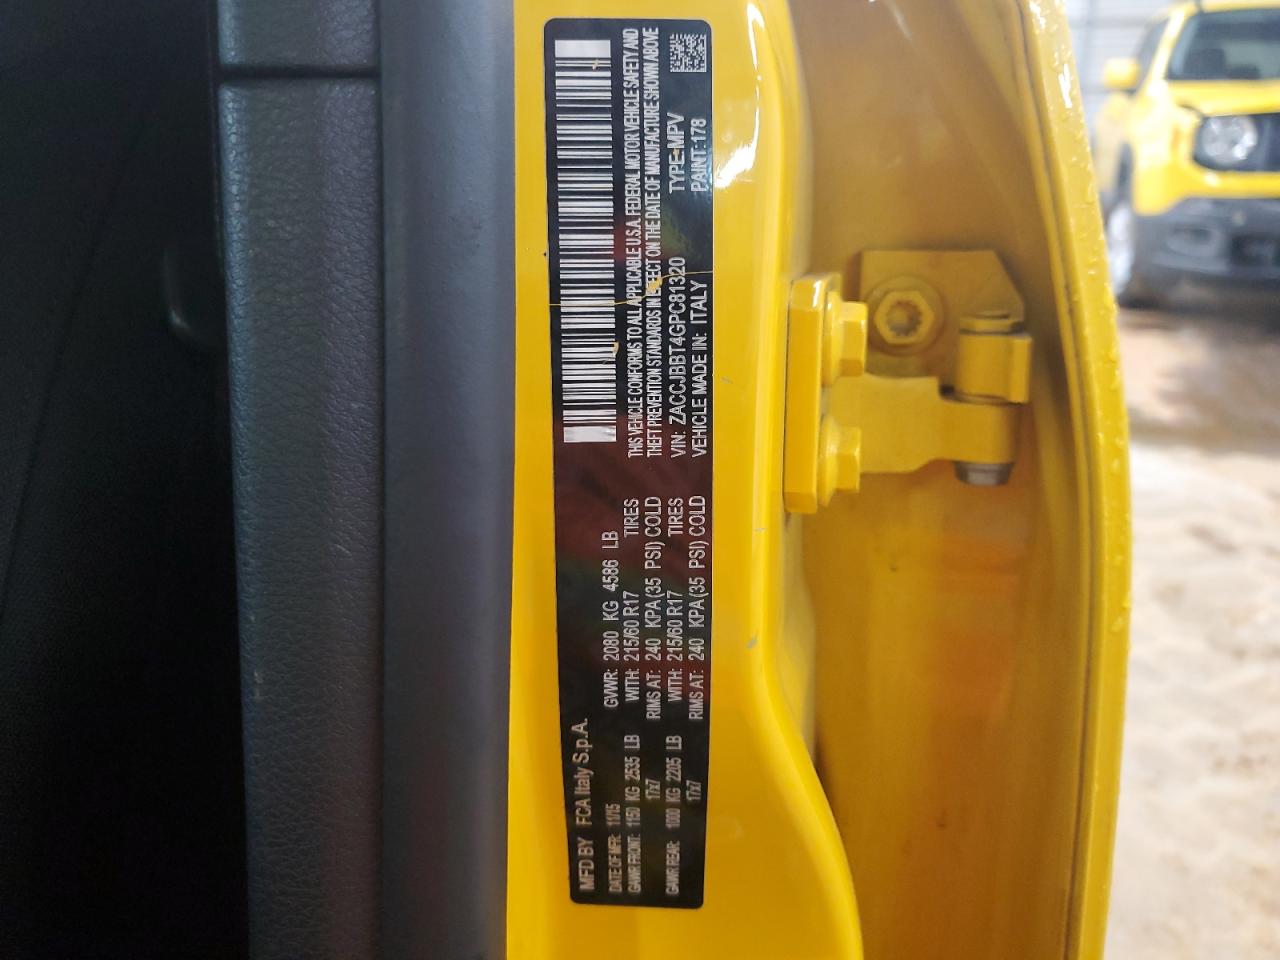 MFD BY FCA Italy S.p.A.
DATE OF MFR: 11/15 GVWR: 2080 KG 4586 LB
GAWR FRONT: 1150 KG 2535 LB WITH: 215/60 R17 TIRES
17x7 RIMS AT: 240 KPA(35 PSI) COLD
GAWR REAR: 1000 KG 2205 LB WITH: 215/60 R17 TIRES
17x7 RIMS AT: 240 KPA(35 PSI) COLD
THIS VEHICLE CONFORMS TO ALL APPLICABLE U.S.A. FEDERAL MOTOR VEHICLE SAFETY AND
THEFT PREVENTION STANDARDS IN EFFECT ON THE DATE OF MANUFACTURE SHOWN ABOVE
VIN: ZACCJBBT4GPC81320 TYPE: MPV
VEHICLE MADE IN: ITALY PAINT: 178